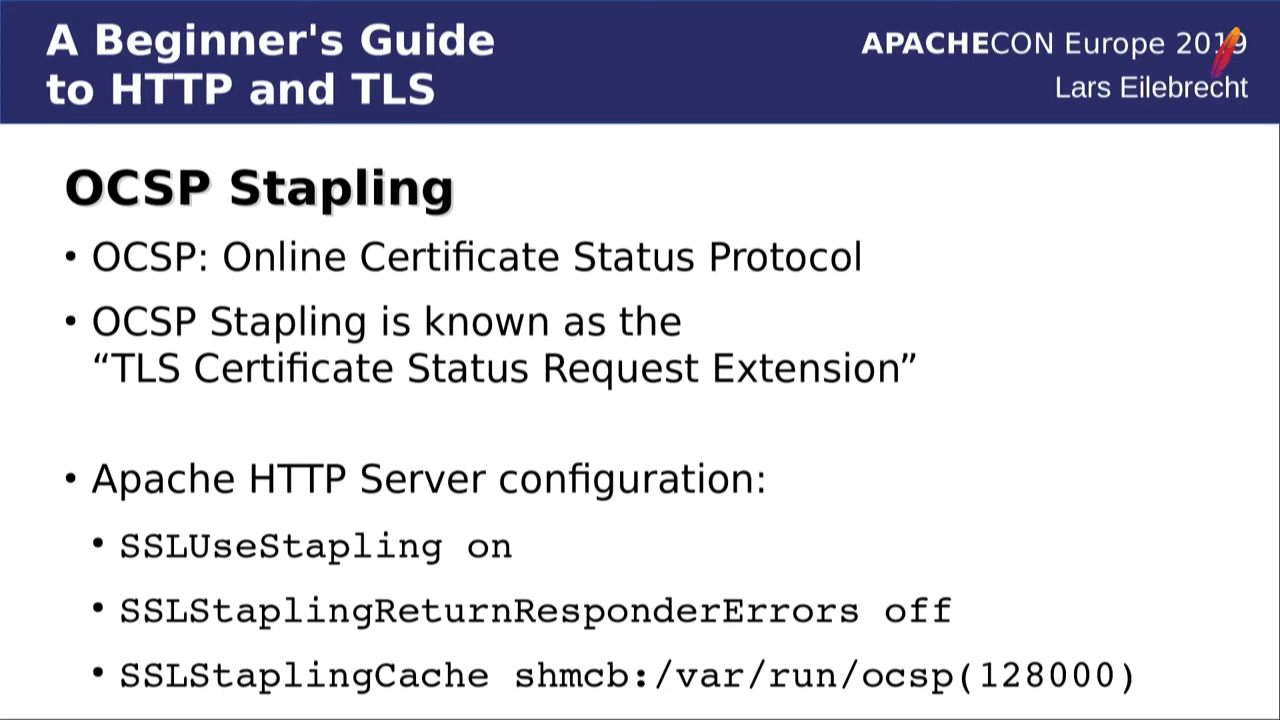 A Beginner's Guide
to HTTP and TLS
APACHECON Europe 2019
Lars Eilebrecht
OCSP Stapling
• OCSP: Online Certificate Status Protocol
• OCSP Stapling is known as the
“TLS Certificate Status Request Extension”
• Apache HTTP Server configuration:
• SSLUseStapling on
• SSLStaplingReturnResponderErrors off
• SSLStaplingCache shmcb:/var/run/ocsp(128000)